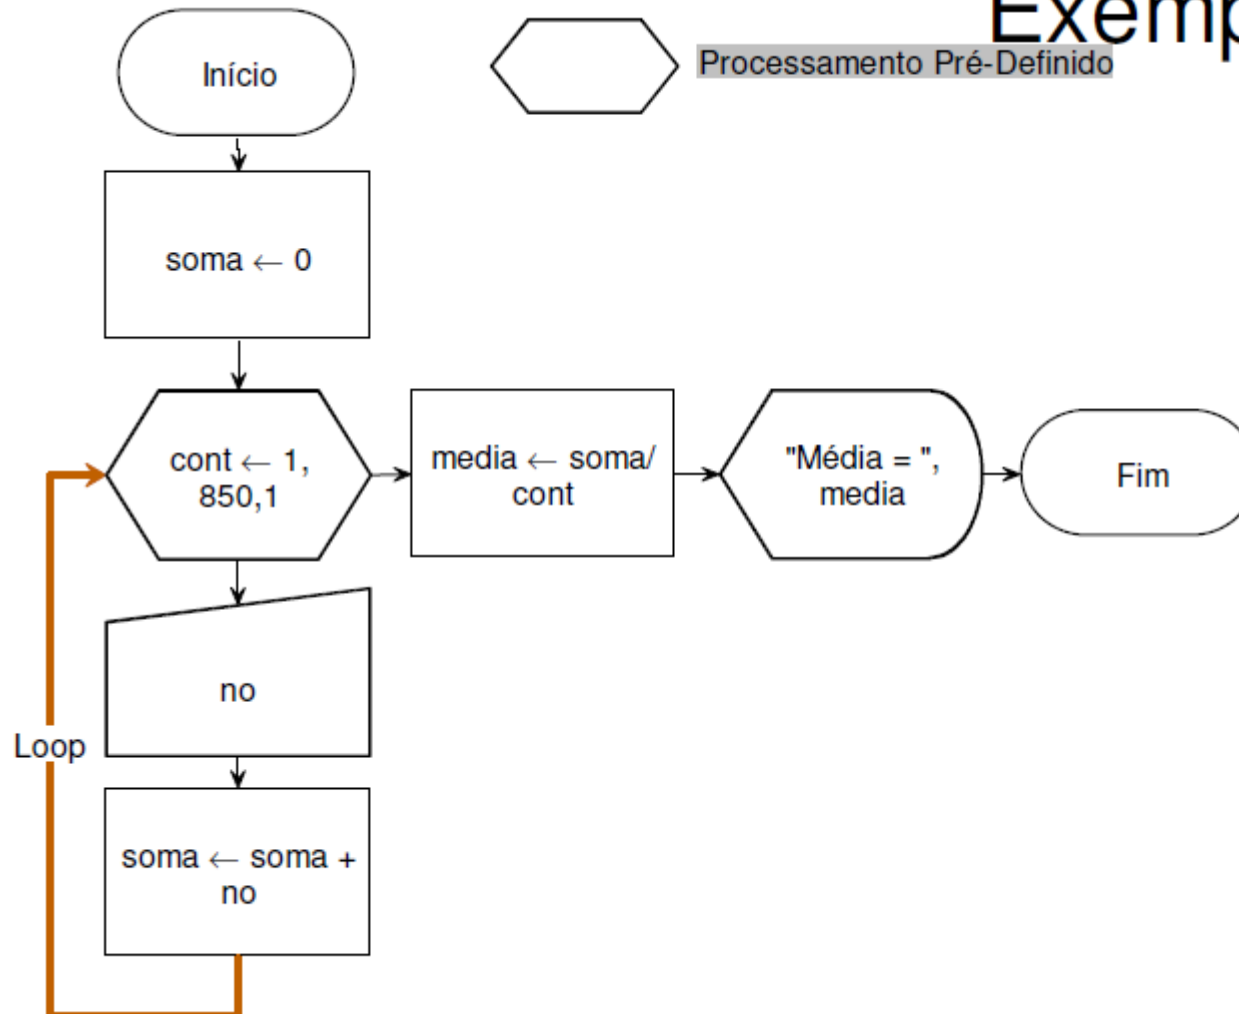 Exemp
Início
Processamento Pré-Definido
soma ← 0
cont ← 1,
850,1
media ← soma/
cont
"Média = ",
media
Fim
no
Loop
soma ← soma +
no